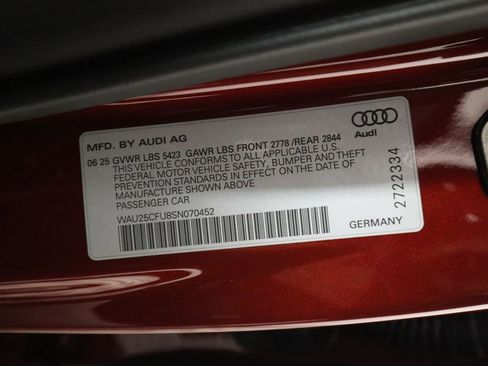 MFD. BY AUDI AG
06 25 GVWR LBS 5423 GAWR LBS FRONT 2778 /REAR 2844
THIS VEHICLE CONFORMS TO ALL APPLICABLE U.S.
FEDERAL MOTOR VEHICLE SAFETY, BUMPER AND THEFT
PREVENTION STANDARDS IN EFFECT ON THE DATE OF
MANUFACTURE SHOWN ABOVE.
PASSENGER CAR
WAU25CFU8SN070452
GERMANY
Audi
2722334